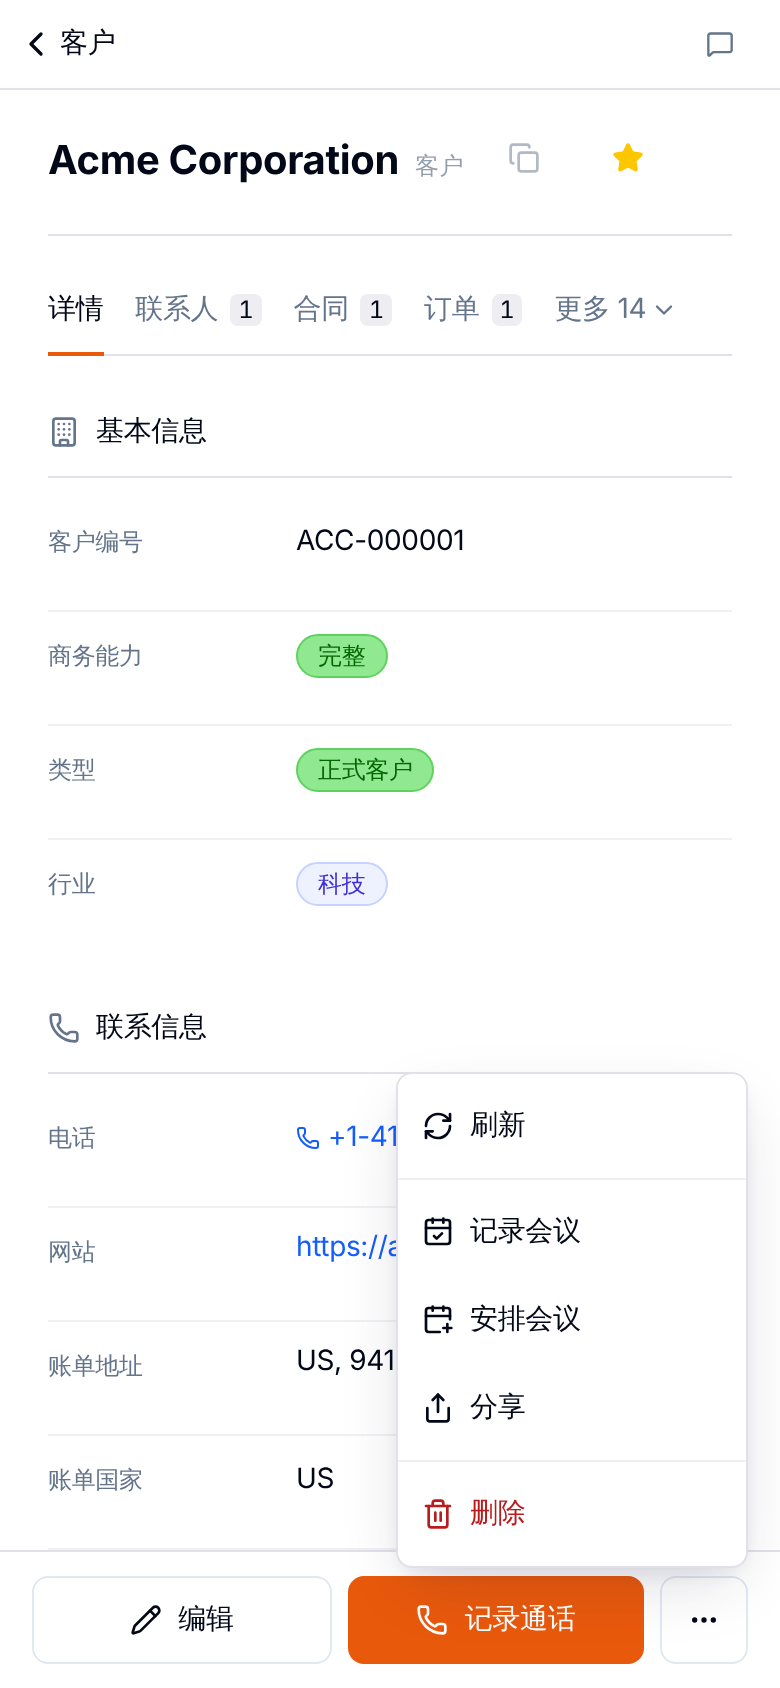 客户
Acme Corporation 客户
详情 联系人 1 合同 1 订单 1 更多 14
基本信息
客户编号 ACC-000001
商务能力 完整
类型 正式客户
行业 科技
联系信息
电话 +1-41
网站 https://a
账单地址 US, 941
账单国家 US
刷新
记录会议
安排会议
分享
删除
编辑 记录通话